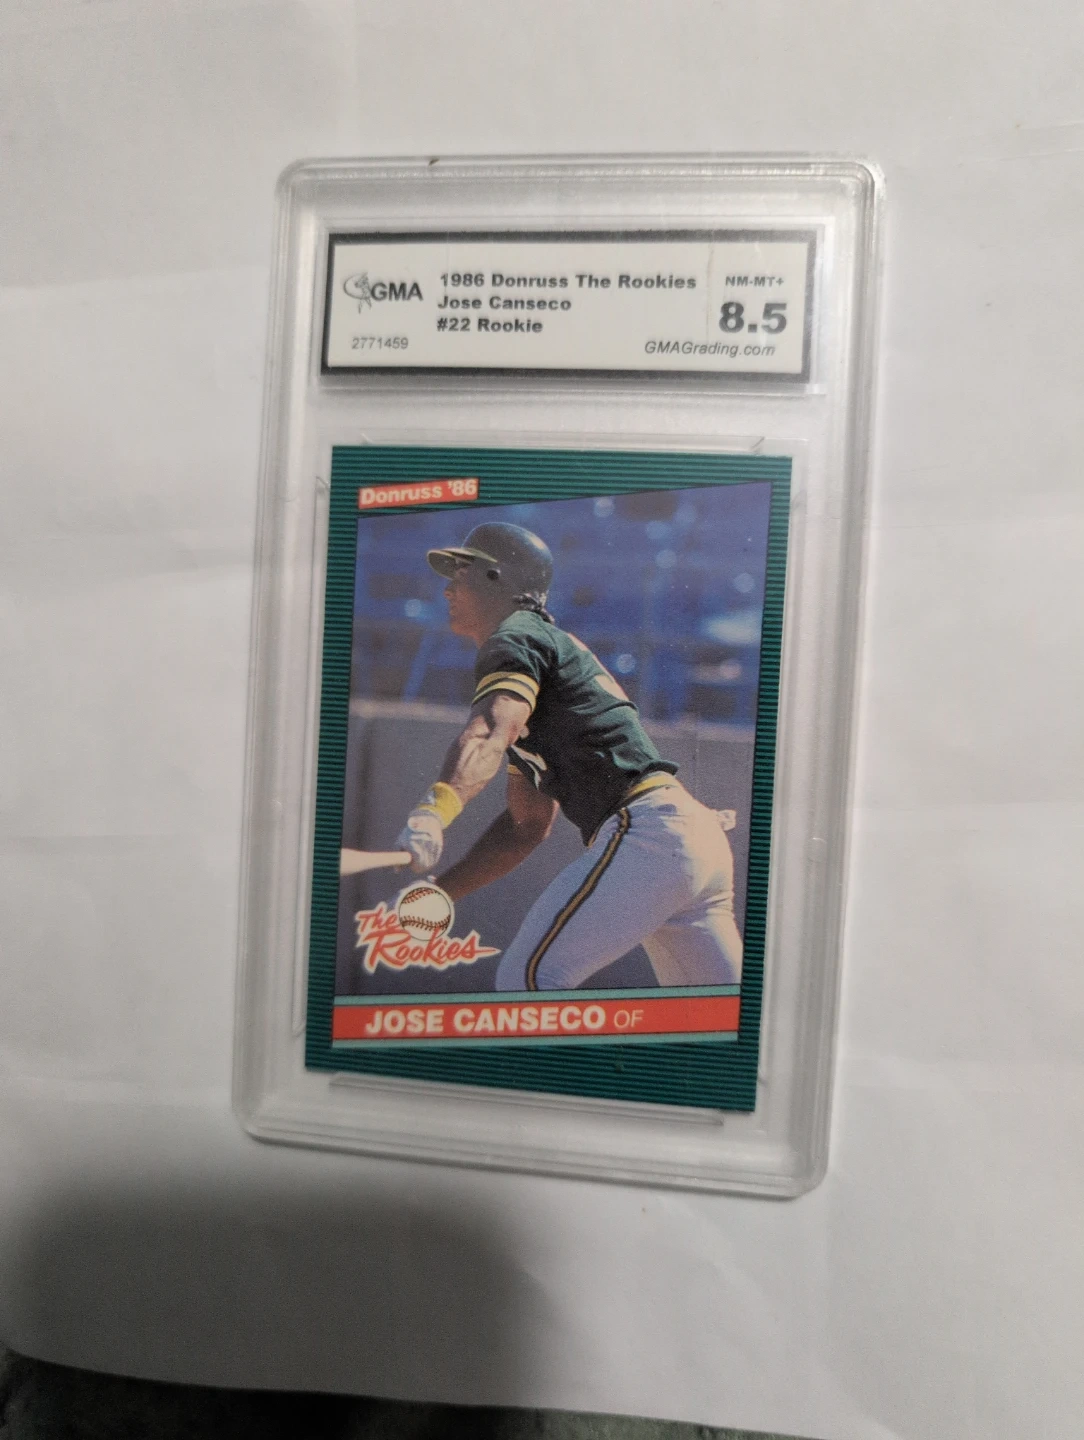 GMA
1986 Donruss The Rookies
Jose Canseco
#22 Rookie
2771459
NM-MT+
8.5
GMAGrading.com
Donruss '86
The
Rookies
JOSE CANSECO OF